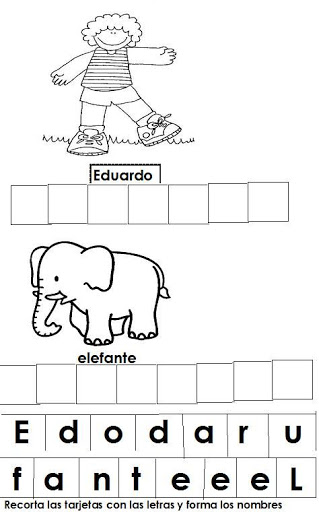 Eduardo
elefante
E d o d a r u
f a n t e e e L
Recorta las tarjetas con las letras y forma los nombres